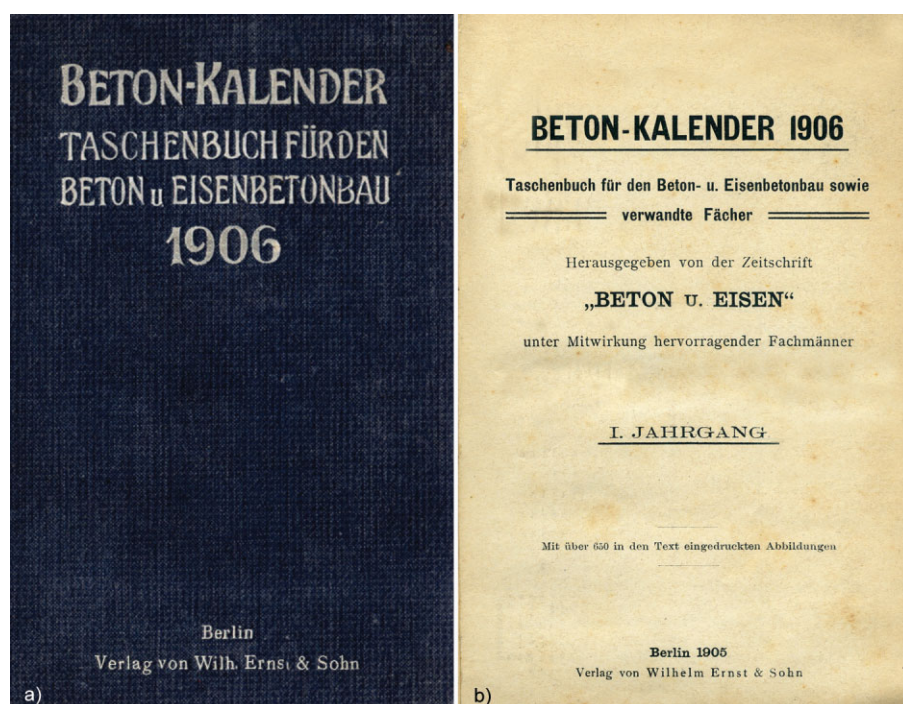 BETON-KALENDER
TASCHENBUCH FÜR DEN
BETON u EISENBETONBAU
1906
Berlin
Verlag von Wilh. Ernst & Sohn
a)
BETON-KALENDER 1906
Taschenbuch für den Beton- u. Eisenbetonbau sowie
verwandte Fächer
Herausgegeben von der Zeitschrift
„BETON U. EISEN“
unter Mitwirkung hervorragender Fachmänner
I. JAHRGANG
Mit über 650 in den Text eingedruckten Abbildungen
Berlin 1905
Verlag von Wilhelm Ernst & Sohn
b)